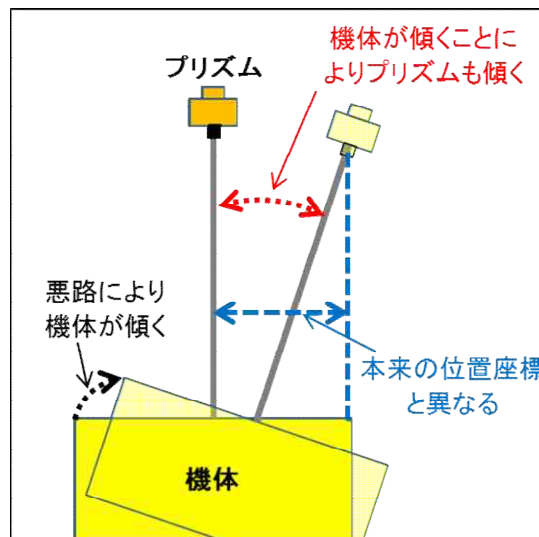 機体が傾くことに
よりプリズムも傾く
プリズム
悪路により
機体が傾く
本来の位置座標
と異なる
機体